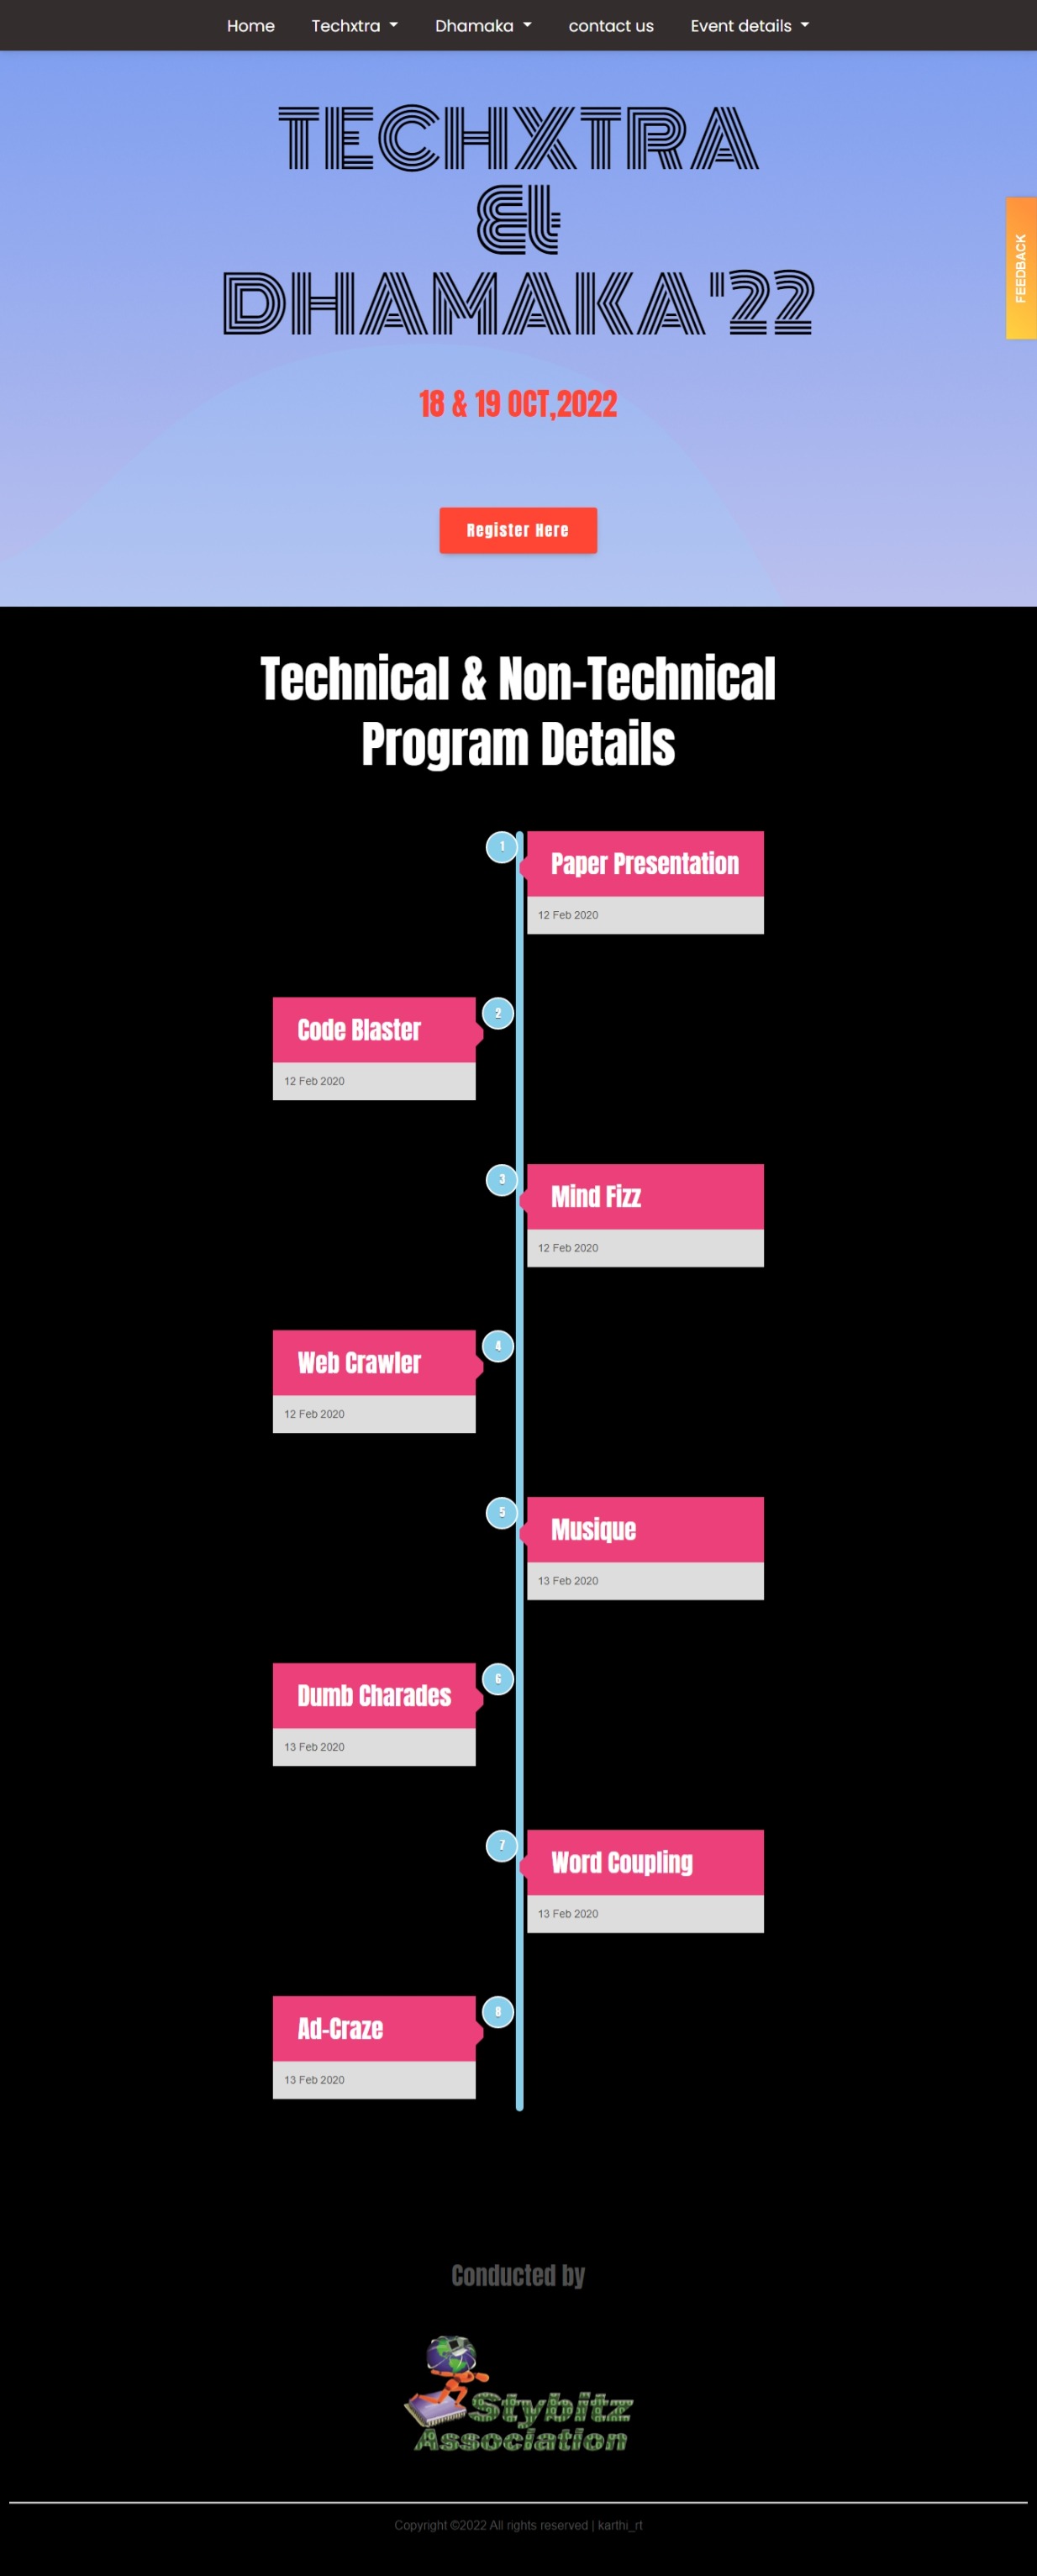 Home Techxtra Dhamaka contact us Event details
TECHXTRA
&
DHAMAKA'22
FEEDBACK
18 & 19 OCT,2022
Register Here
Technical & Non-Technical
Program Details
1
Paper Presentation
12 Feb 2020
2
Code Blaster
12 Feb 2020
3
Mind Fizz
12 Feb 2020
4
Web Crawler
12 Feb 2020
5
Musique
13 Feb 2020
6
Dumb Charades
13 Feb 2020
7
Word Coupling
13 Feb 2020
8
Ad-Craze
13 Feb 2020
Conducted by
Stybitz
Association
Copyright ©2022 All rights reserved | karthi_rt